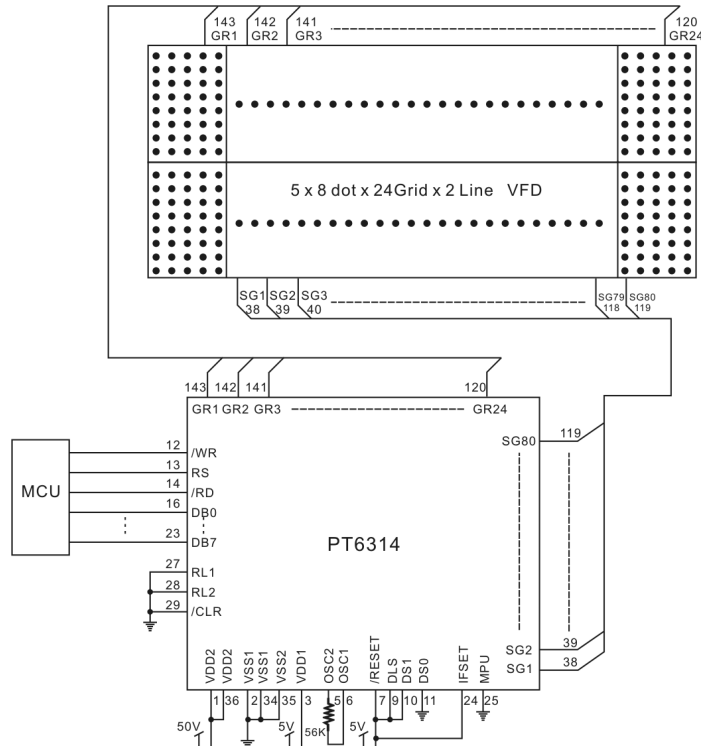 143 142 141 120
GR1 GR2 GR3 GR24
5 x 8 dot x 24Grid x 2 Line VFD
SG1 SG2 SG3 SG79 SG80
38 39 40 118 119
143 142 141 120
GR1 GR2 GR3 GR24
SG80 119
MCU
12 /WR
13 RS
14 /RD
16 DB0
23 DB7
PT6314
27 RL1
28 RL2
29 /CLR
SG2 39
SG1 38
VDD2 VDD2 VSS1 VSS1 VSS2 VDD1 OSC2 OSC1 /RESET DLS DS1 DS0 IFSET MPU
1 36 2 34 35 3 5 6 7 9 10 11 24 25
50V 5V 56K 5V